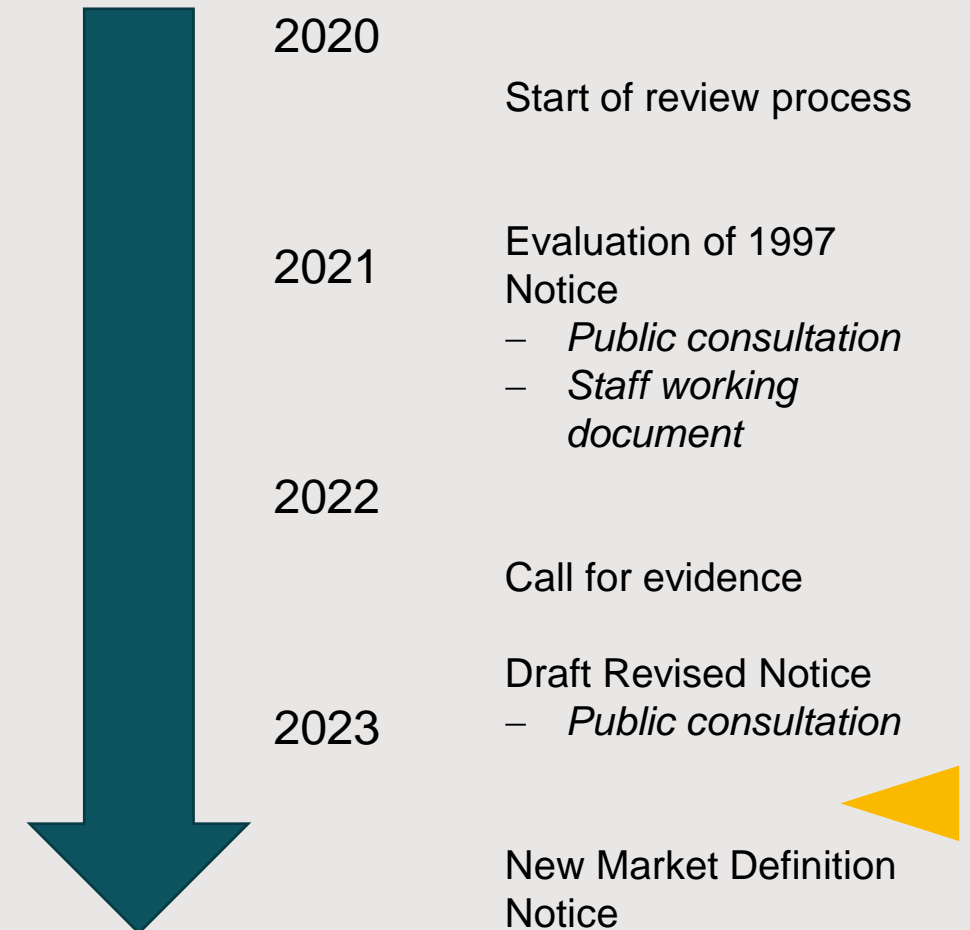 2020
Start of review process
2021
Evaluation of 1997
Notice
– Public consultation
– Staff working
document
2022
Call for evidence
Draft Revised Notice
2023
– Public consultation
New Market Definition
Notice